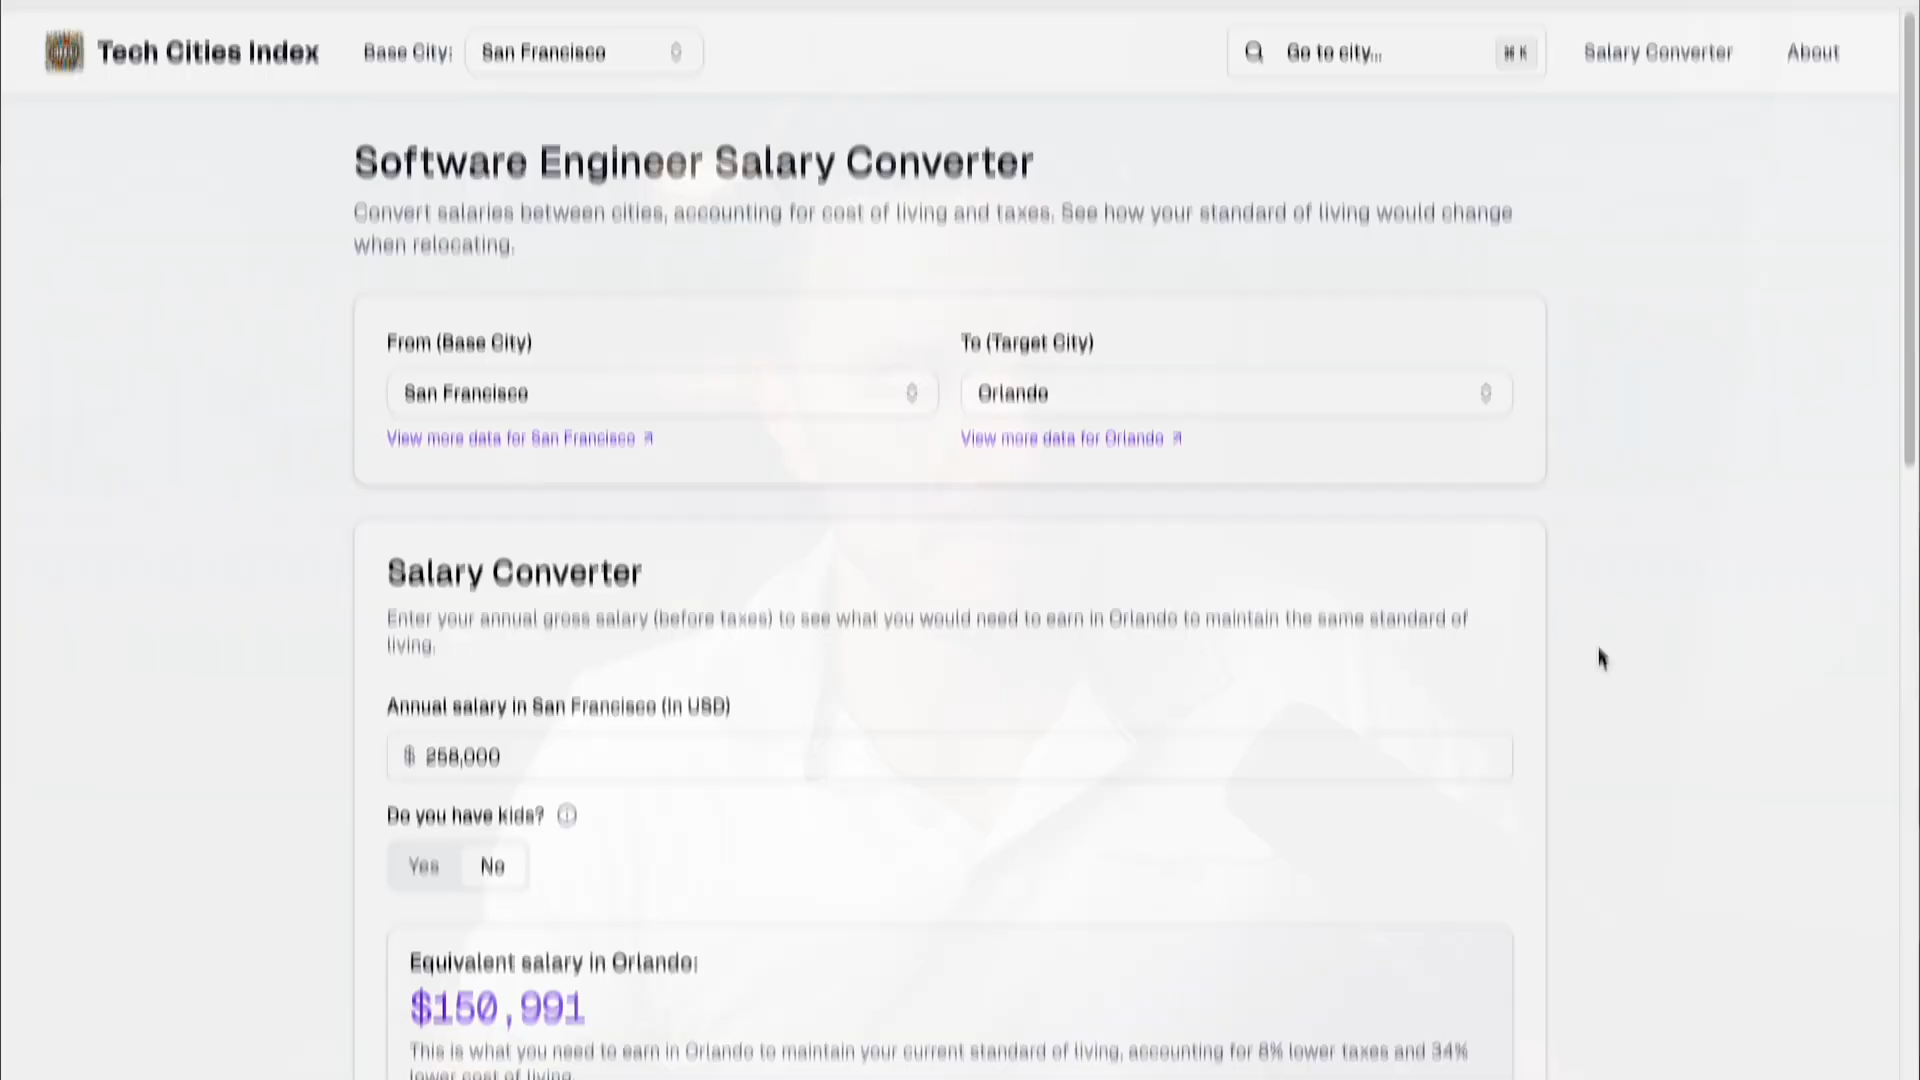 Tech Cities Index
Base City:
San Francisco
Go to city...
⌘ K
Salary Converter
About
Software Engineer Salary Converter
Convert salaries between cities, accounting for cost of living and taxes. See how your standard of living would change
when relocating.
From (Base City)
To (Target City)
San Francisco
Orlando
View more data for San Francisco
View more data for Orlando
Salary Converter
Enter your annual gross salary (before taxes) to see what you would need to earn in Orlando to maintain the same standard of
living.
Annual salary in San Francisco (in USD)
$
Do you have kids?
Yes
No
Equivalent salary in Orlando:
$150,991
This is what you need to earn in Orlando to maintain your current standard of living, accounting for 8% lower taxes and 34%
lower cost of living.